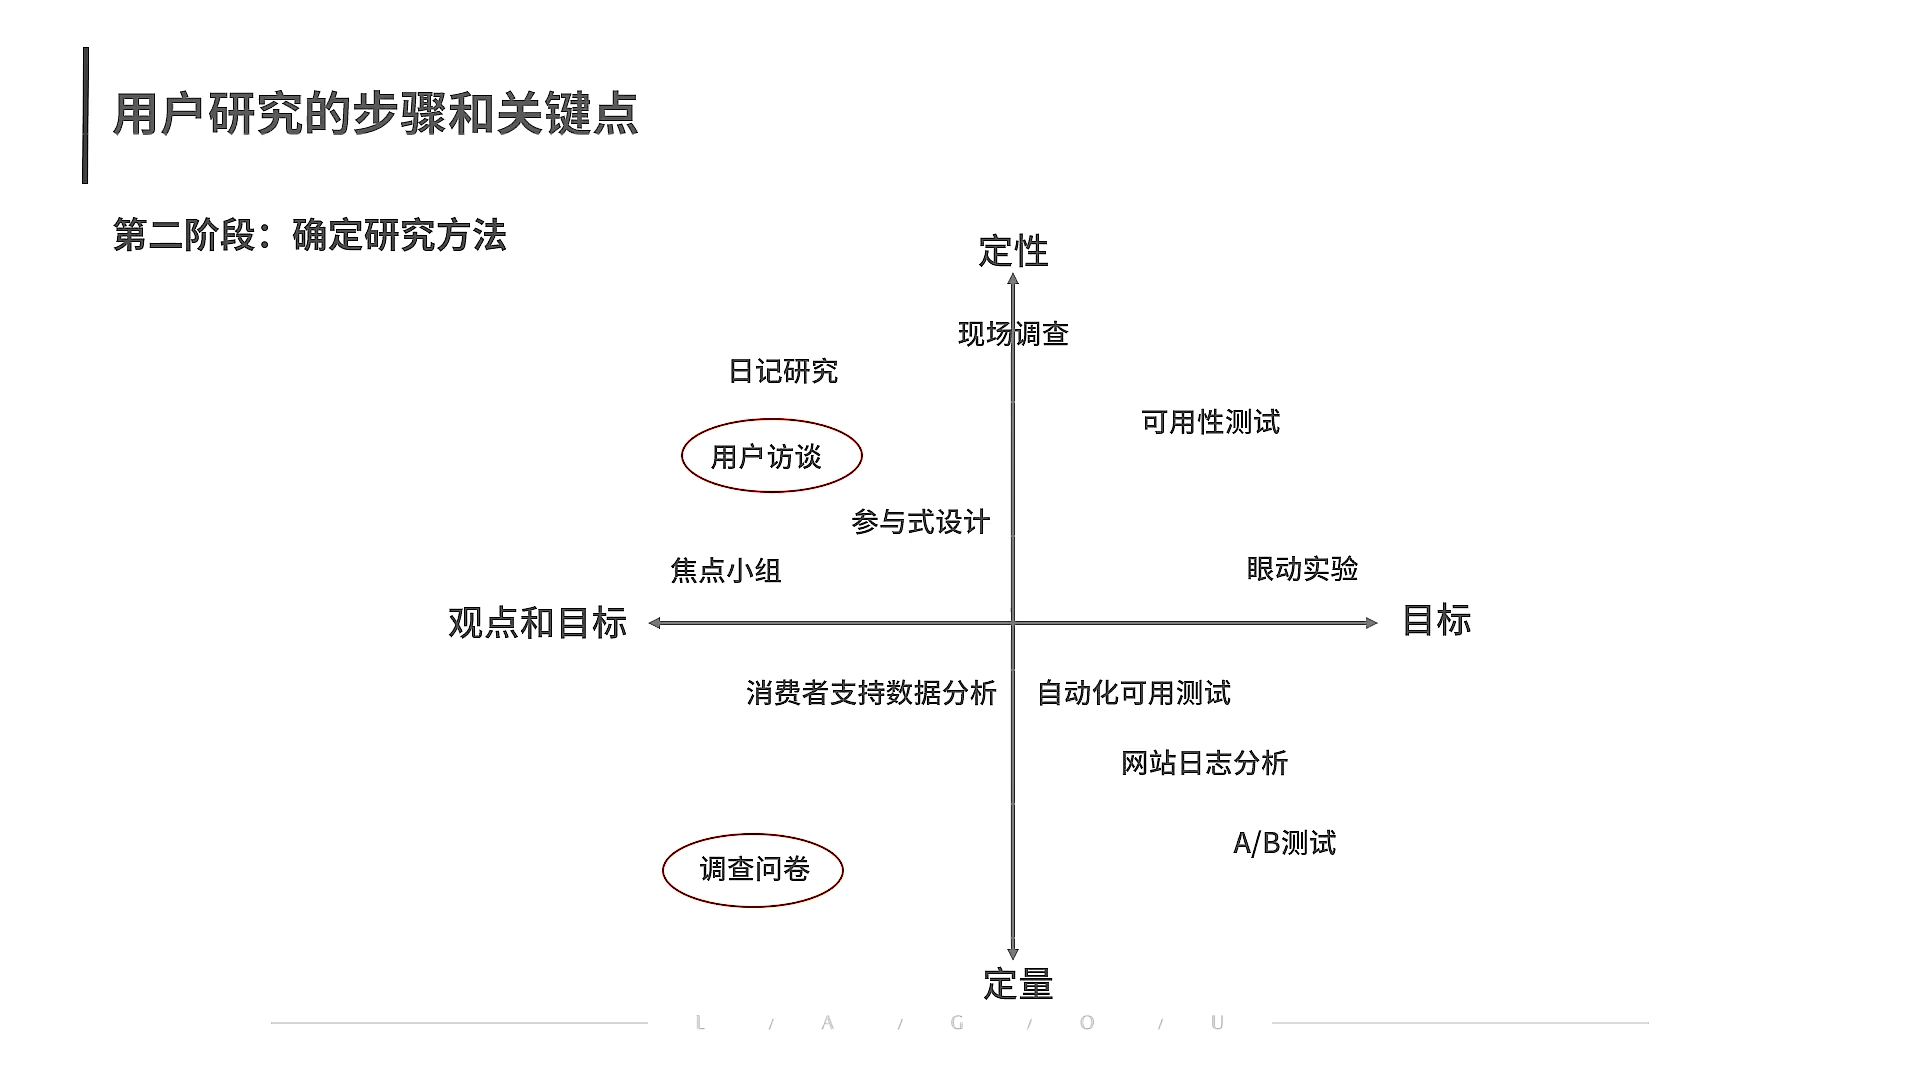 用户研究的步骤和关键点
第二阶段：确定研究方法
定性
现场调查
日记研究
可用性测试
用户访谈
参与式设计
焦点小组
眼动实验
观点和目标
目标
消费者支持数据分析
自动化可用测试
网站日志分析
A/B测试
调查问卷
定量
L / A / G / O / U